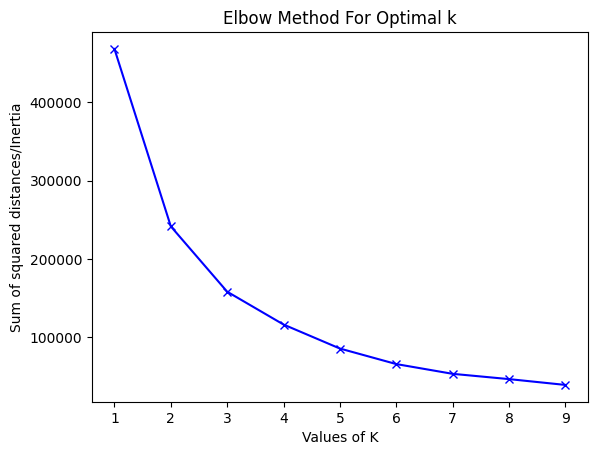 Elbow Method For Optimal k
Sum of squared distances/Inertia
400000
300000
200000
100000
1 2 3 4 5 6 7 8 9
Values of K